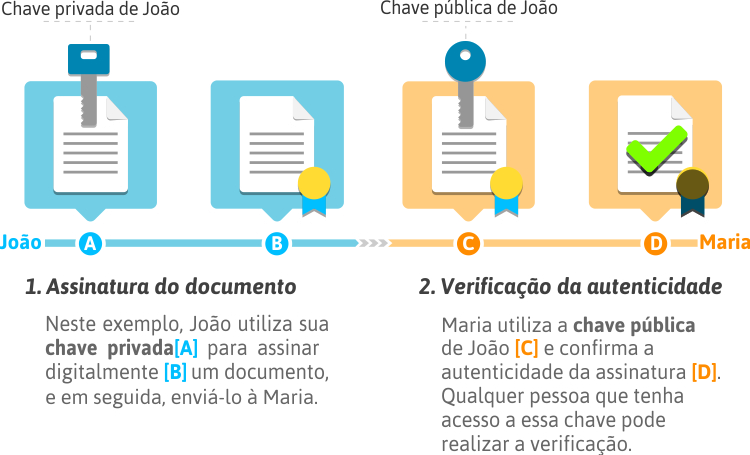 Chave privada de João
Chave pública de João
João
A
B
C
D
Maria
1. Assinatura do documento
Neste exemplo, João utiliza sua
chave privada[A] para assinar
digitalmente [B] um documento,
e em seguida, enviá-lo à Maria.
2. Verificação da autenticidade
Maria utiliza a chave pública
de João [C] e confirma a
autenticidade da assinatura [D].
Qualquer pessoa que tenha
acesso a essa chave pode
realizar a verificação.